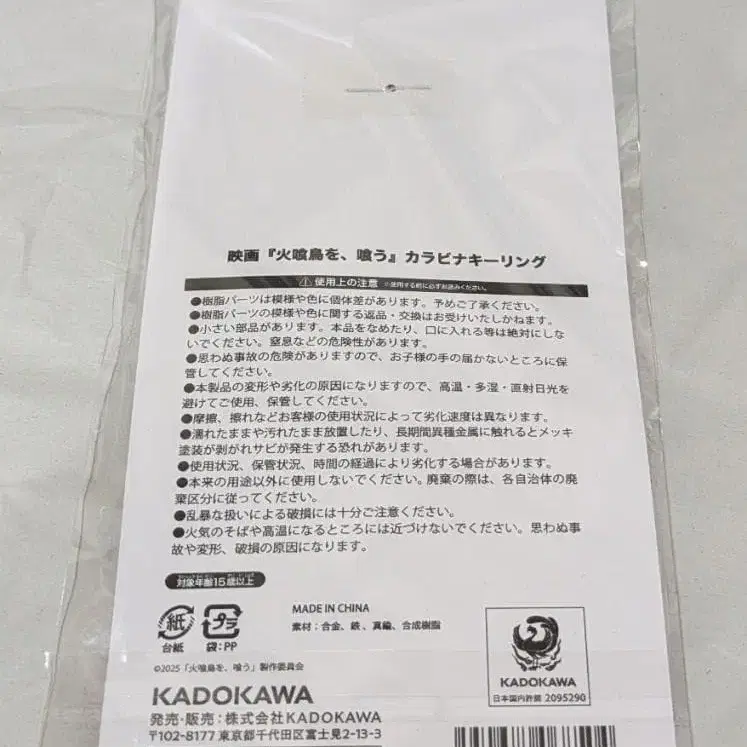 映画『火喰鳥を、喰う』カラビナキーリング
使用上の注意 ※使用する前に必ずお読みください。
●樹脂パーツは模様や色に個体差があります。予めご了承ください。
●樹脂パーツの模様や色に関する返品・交換はお受けいたしかねます。
●小さい部品があります。本品をなめたり、口に入れる等は絶対にしな
いでください。窒息などの危険性があります。
●思わぬ事故の危険がありますので、お子様の手の届かないところに保
管してください。
●本製品の変形や劣化の原因になりますので、高温・多湿・直射日光を
避けてご使用、保管してください。
●摩擦、擦れなどお客様の使用状況によって劣化速度は異なります。
●濡れたままや汚れたまま放置したり、長期間異種金属に触れるとメッキ
塗装が剥がれサビが発生する恐れがあります。
●使用状況、保管状況、時間の経過により劣化する場合があります。
●本来の用途以外に使用しないでください。廃棄の際は、各自治体の廃
棄区分に従ってください。
●乱暴な扱いによる破損には十分ご注意ください。
●火気のそばや高温になるところには近づけないでください。思わぬ事
故や変形、破損の原因になります。
対象年齢15歳以上
紙
台紙
プラ
袋:PP
MADE IN CHINA
素材:合金、鉄、真鍮、合成樹脂
KADOKAWA
日本国内許諾 2095290
©2025「火喰鳥を、喰う」製作委員会
KADOKAWA
発売・販売:株式会社KADOKAWA
〒102-8177 東京都千代田区富士見2-13-3